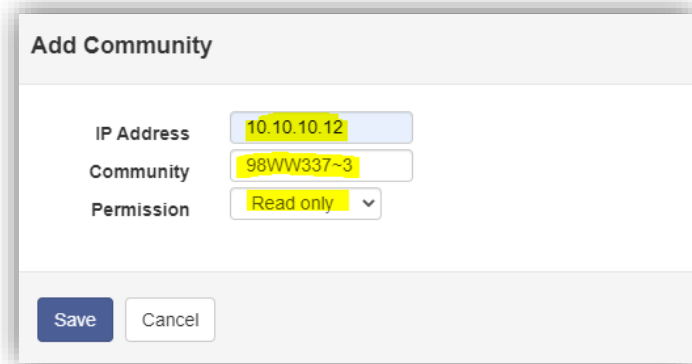 Add Community
IP Address 10.10.10.12
Community 98WW337~3
Permission Read only
Save Cancel